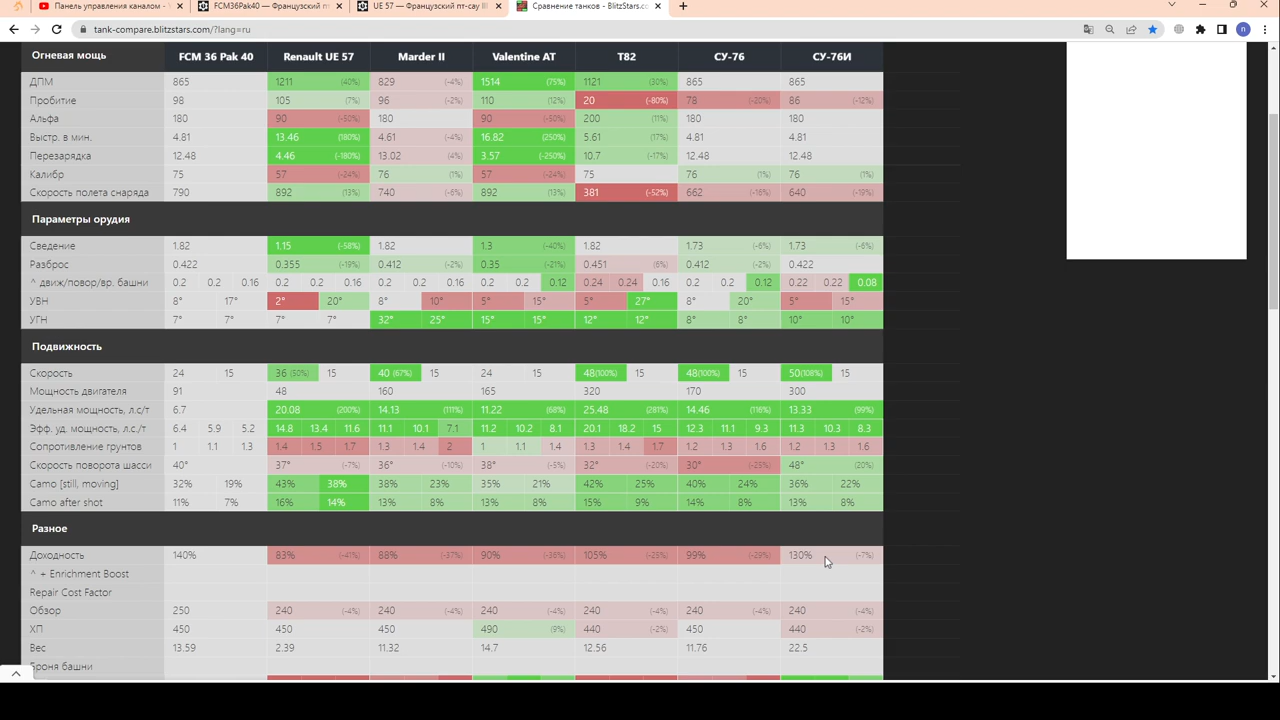 Панель управления каналом -
FCM36Pak40 — Французский п
UE 57 — Французский пт-сау Bl
Сравнение танков - BlitzStars.co
tank-compare.blitzstars.com/?lang=ru
n
Огневая мощь FCM 36 Pak 40 Renault UE 57 Marder II Valentine AT T82 СУ-76 СУ-76И
ДПМ 865 1211 (40%) 829 (-4%) 1514 (75%) 1121 (30%) 865 865
Пробитие 98 105 (7%) 96 (-2%) 110 (12%) 20 (-80%) 78 (-20%) 86 (-12%)
Альфа 180 90 (-50%) 180 90 (-50%) 200 (11%) 180 180
Выстр. в мин. 4.81 13.46 (180%) 4.61 (-4%) 16.82 (250%) 5.61 (17%) 4.81 4.81
Перезарядка 12.48 4.46 (-180%) 13.02 (4%) 3.57 (-250%) 10.7 (-17%) 12.48 12.48
Калибр 75 57 (-24%) 76 (1%) 57 (-24%) 75 76 (1%) 76 (1%)
Скорость полета снаряда 790 892 (13%) 740 (-6%) 892 (13%) 381 (-52%) 662 (-16%) 640 (-19%)
Параметры орудия
Сведение 1.82 1.15 (-58%) 1.82 1.3 (-40%) 1.82 1.73 (-6%) 1.73 (-6%)
Разброс 0.422 0.355 (-19%) 0.412 (-2%) 0.35 (-21%) 0.451 (6%) 0.412 (-2%) 0.422
^ движ/повор/вр. башни 0.2 0.2 0.16 0.2 0.2 0.16 0.2 0.2 0.16 0.2 0.2 0.12 0.24 0.24 0.16 0.2 0.2 0.12 0.22 0.22 0.08
УВН 8° 17° 2° 20° 8° 10° 5° 15° 5° 27° 8° 20° 5° 15°
УГН 7° 7° 7° 7° 32° 25° 15° 15° 12° 12° 8° 8° 10° 10°
Подвижность
Скорость 24 15 36 (50%) 15 40 (67%) 15 24 15 48(100%) 15 48(100%) 15 50(108%) 15
Мощность двигателя 91 48 160 165 320 170 300
Удельная мощность, л.с/т 6.7 20.08 (200%) 14.13 (111%) 11.22 (68%) 25.48 (281%) 14.46 (116%) 13.33 (99%)
Эфф. уд. мощность, л.с./т 6.4 5.9 5.2 14.8 13.4 11.6 11.1 10.1 7.1 11.2 10.2 8.1 20.1 18.2 15 12.3 11.1 9.3 11.3 10.3 8.3
Сопротивление грунтов 1 1.1 1.3 1.4 1.5 1.7 1.3 1.4 2 1 1.1 1.4 1.3 1.4 1.7 1.2 1.3 1.6 1.2 1.3 1.6
Скорость поворота шасси 40° 37° (-7%) 36° (-10%) 38° (-5%) 32° (-20%) 30° (-25%) 48° (20%)
Camo [still, moving] 32% 19% 43% 38% 38% 23% 35% 21% 42% 25% 40% 24% 36% 22%
Camo after shot 11% 7% 16% 14% 13% 8% 13% 8% 15% 9% 14% 8% 13% 8%
Разное
Доходность 140% 83% (-41%) 88% (-37%) 90% (-36%) 105% (-25%) 99% (-29%) 130% (-7%)
^ + Enrichment Boost
Repair Cost Factor
Обзор 250 240 (-4%) 240 (-4%) 240 (-4%) 240 (-4%) 240 (-4%) 240 (-4%)
ХП 450 450 450 490 (9%) 440 (-2%) 450 440 (-2%)
Вес 13.59 2.39 11.32 14.7 12.56 11.76 22.5
Броня башни